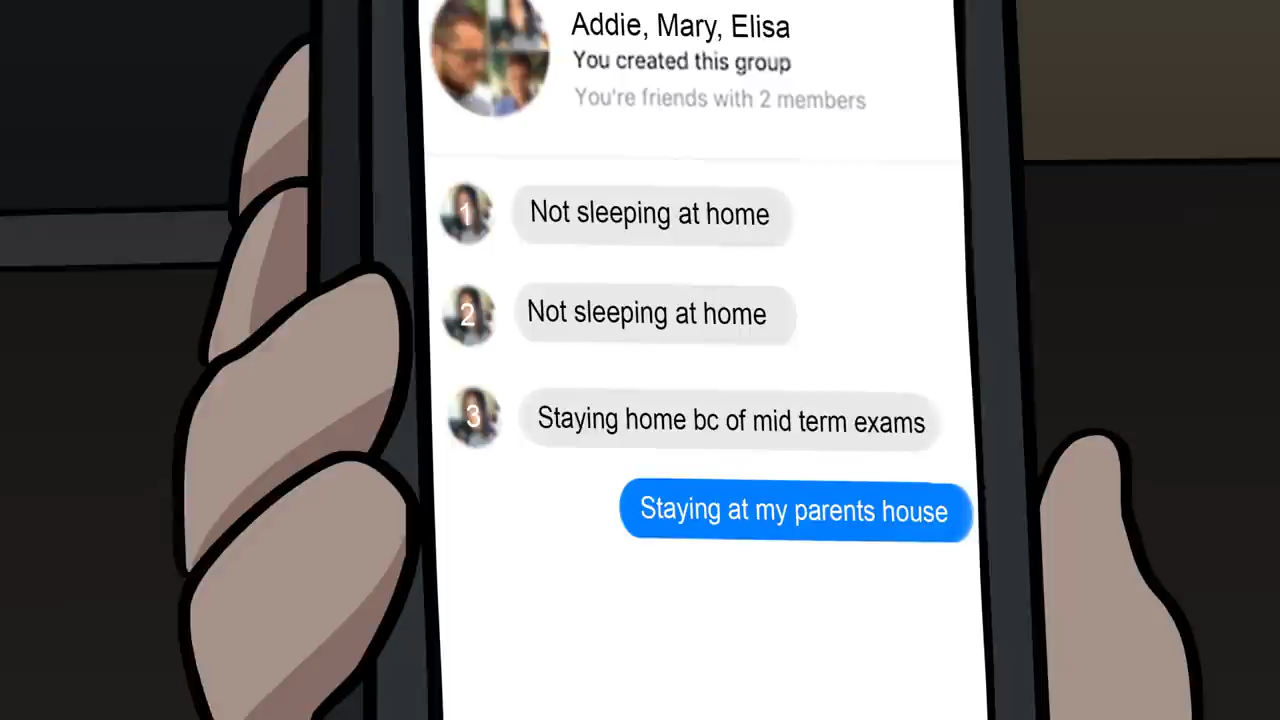 Addie, Mary, Elisa
You created this group
You're friends with 2 members
1
Not sleeping at home
2
Not sleeping at home
3
Staying home bc of mid term exams
Staying at my parents house